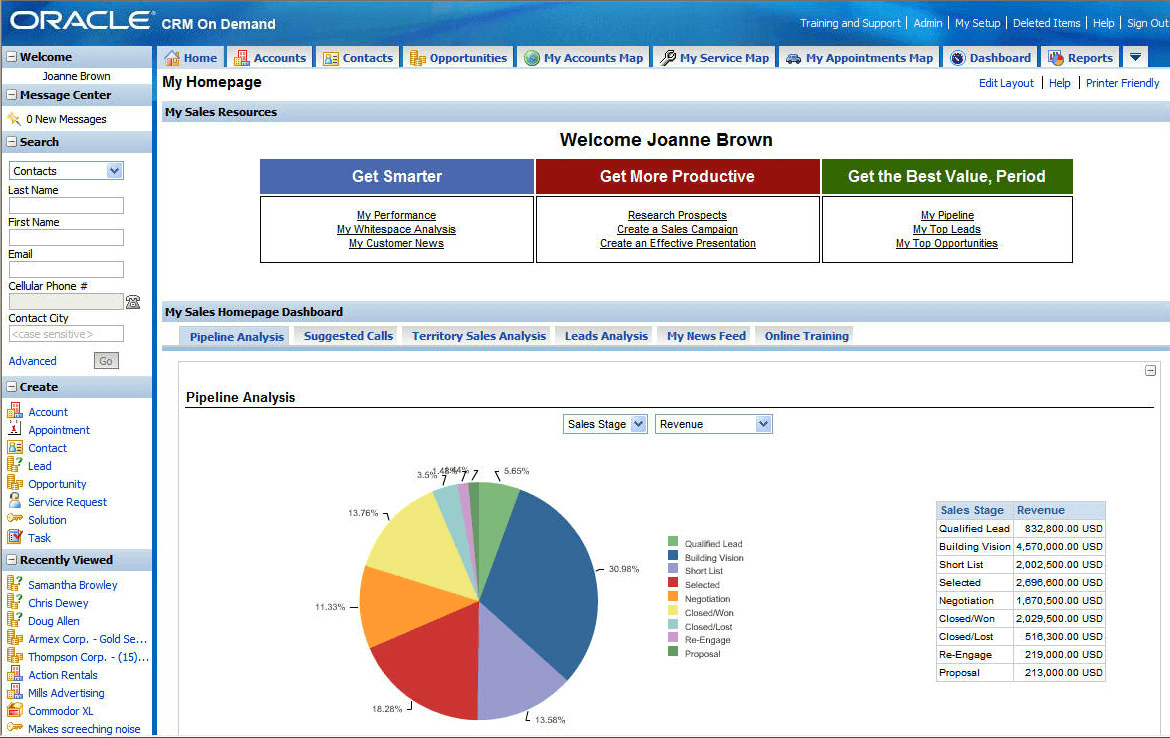 ORACLE CRM On Demand
Training and Support Admin My Setup Deleted Items Help Sign Out
Welcome
Joanne Brown
Message Center
0 New Messages
Search
Contacts
Last Name
First Name
Email
Cellular Phone #
Contact City
<case sensitive>
Advanced Go
Create
Account
Appointment
Contact
Lead
Opportunity
Service Request
Solution
Task
Recently Viewed
Samantha Browley
Chris Dewey
Doug Allen
Armex Corp. - Gold Se...
Thompson Corp. - (15)...
Action Rentals
Mills Advertising
Commodor XL
Makes screeching noise
Home Accounts Contacts Opportunities My Accounts Map My Service Map My Appointments Map Dashboard Reports
My Homepage
Edit Layout Help Printer Friendly
My Sales Resources
Welcome Joanne Brown
Get Smarter Get More Productive Get the Best Value, Period
My Performance Research Prospects My Pipeline
My Whitespace Analysis Create a Sales Campaign My Top Leads
My Customer News Create an Effective Presentation My Top Opportunities
My Sales Homepage Dashboard
Pipeline Analysis Suggested Calls Territory Sales Analysis Leads Analysis My News Feed Online Training
Pipeline Analysis
Sales Stage Revenue
5.65%
30.98%
13.58%
18.28%
11.33%
13.76%
3.5%
Qualified Lead
Building Vision
Short List
Selected
Negotiation
Closed/Won
Closed/Lost
Re-Engage
Proposal
Sales Stage Revenue
Qualified Lead 832,800.00 USD
Building Vision 4,570,000.00 USD
Short List 2,002,500.00 USD
Selected 2,696,600.00 USD
Negotiation 1,670,500.00 USD
Closed/Won 2,029,500.00 USD
Closed/Lost 516,300.00 USD
Re-Engage 219,000.00 USD
Proposal 213,000.00 USD